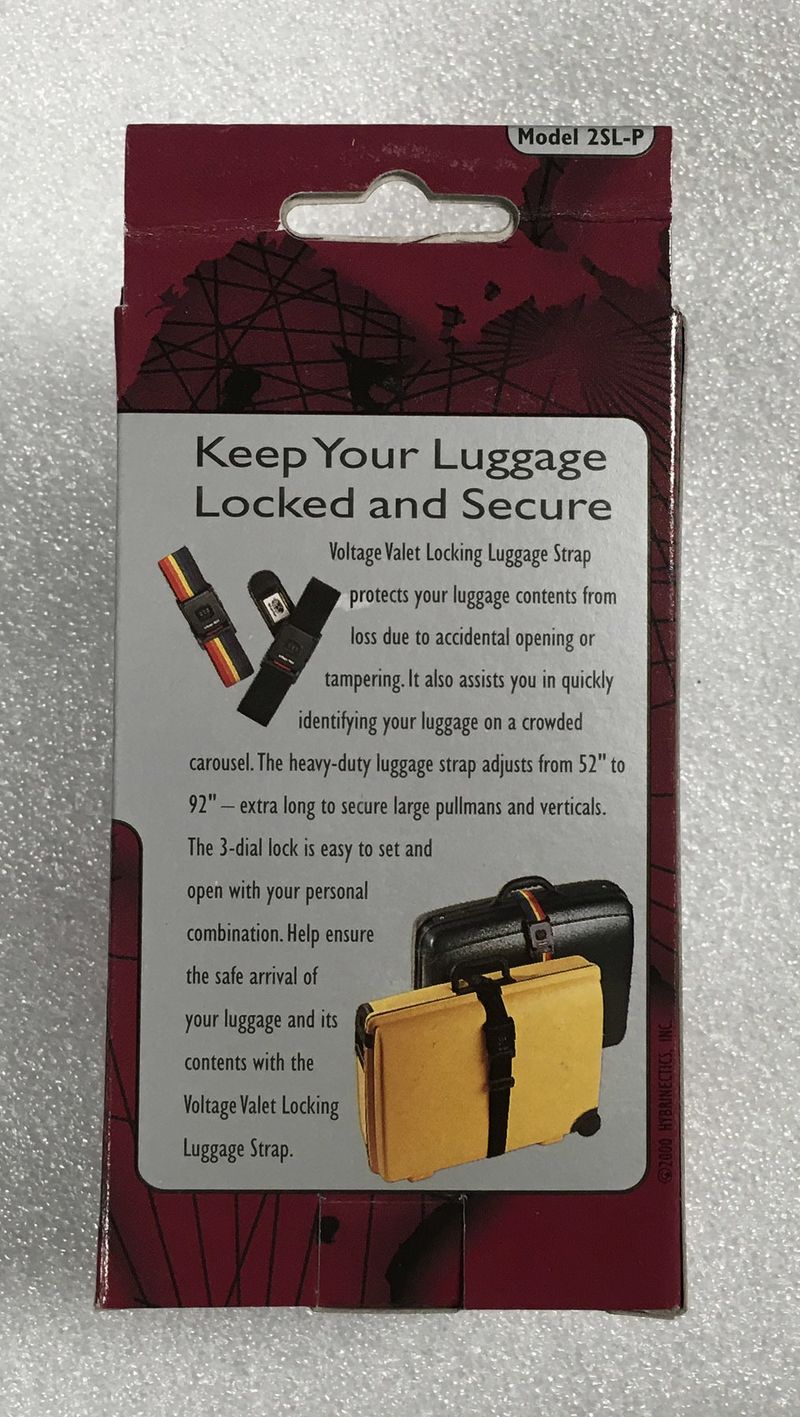 Model 2SL-P
Keep Your Luggage
Locked and Secure
Voltage Valet Locking Luggage Strap
protects your luggage contents from
loss due to accidental opening or
tampering. It also assists you in quickly
identifying your luggage on a crowded
carousel. The heavy-duty luggage strap adjusts from 52" to
92" – extra long to secure large pullmans and verticals.
The 3-dial lock is easy to set and
open with your personal
combination. Help ensure
the safe arrival of
your luggage and its
contents with the
Voltage Valet Locking
Luggage Strap.
©2000 HYBRINECTICS, INC.